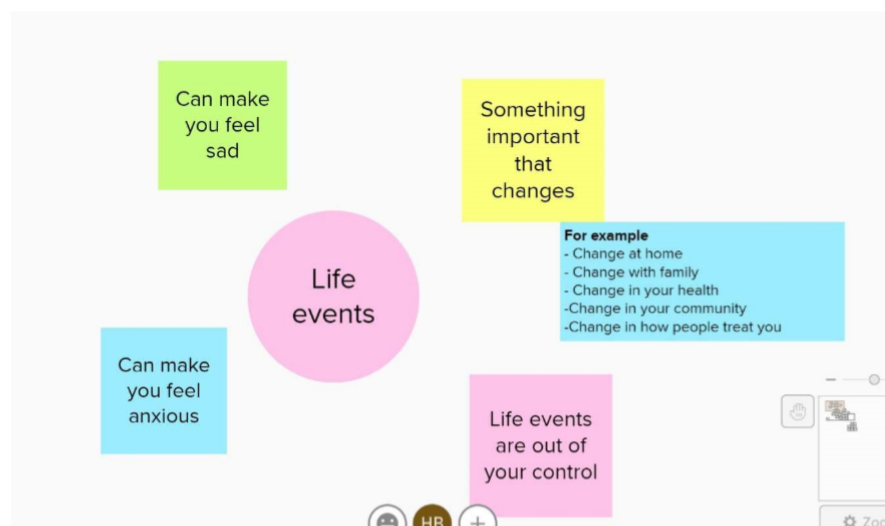 Can make
you feel
sad
Something
important
that
changes
For example
- Change at home
- Change with family
- Change in your health
-Change in your community
-Change in how people treat you
Life
events
Can make
you feel
anxious
Life events
are out of
your control
HB